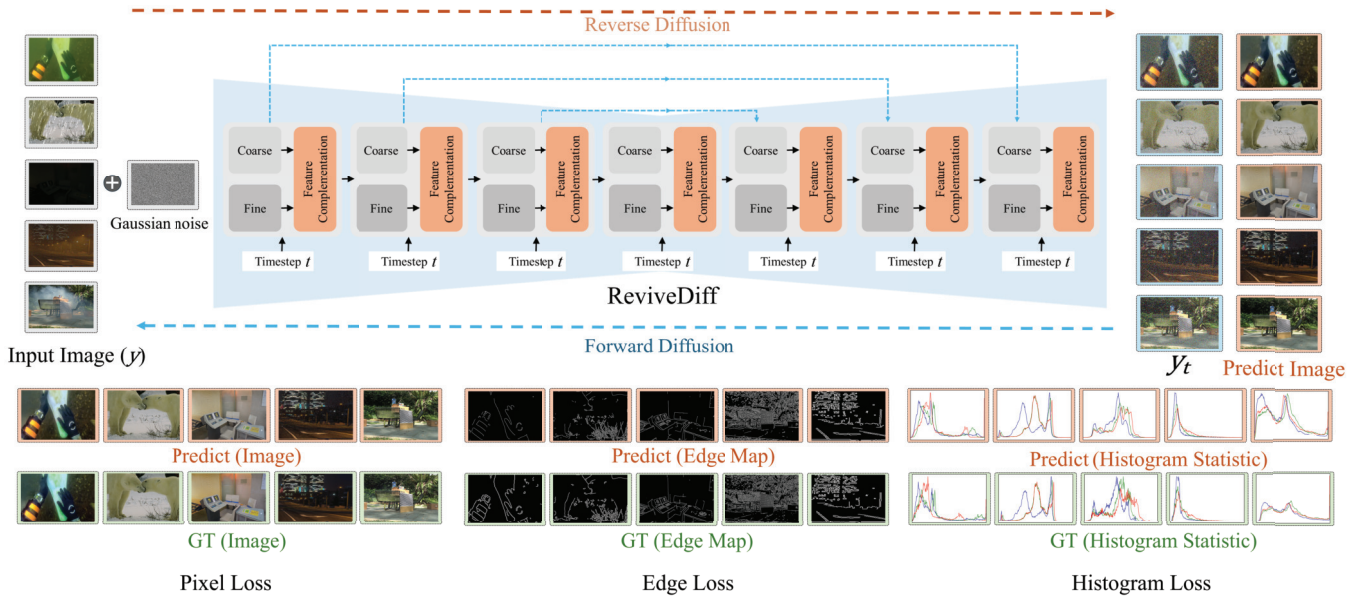 Reverse Diffusion
Gaussian noise
Coarse
Fine
Feature
Complementation
Timestep t
Coarse
Fine
Feature
Complementation
Timestep t
Coarse
Fine
Feature
Complementation
Timestep t
Coarse
Fine
Feature
Complementation
Timestep t
Coarse
Fine
Feature
Complementation
Timestep t
Coarse
Fine
Feature
Complementation
Timestep t
Coarse
Fine
Feature
Complementation
Timestep t
ReviveDiff
Forward Diffusion
Input Image (y)
y_t
Predict Image
Predict (Image)
Predict (Edge Map)
Predict (Histogram Statistic)
GT (Image)
GT (Edge Map)
GT (Histogram Statistic)
Pixel Loss
Edge Loss
Histogram Loss